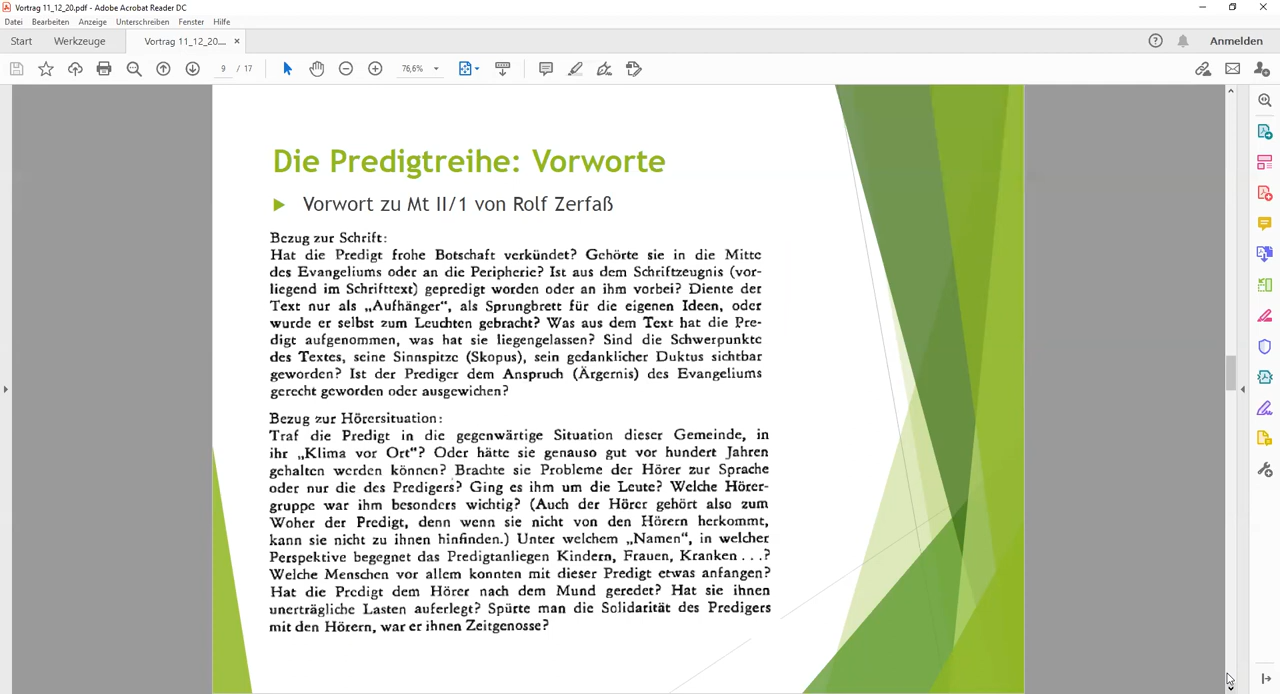 Vortrag 11_12_20.pdf - Adobe Acrobat Reader DC
Datei Bearbeiten Anzeige Unterschreiben Fenster Hilfe
Start Werkzeuge Vortrag 11_12_20.... × Anmelden
9 / 17 76,6%
Die Predigtreihe: Vorworte
Vorwort zu Mt II/1 von Rolf Zerfaß
Bezug zur Schrift:
Hat die Predigt frohe Botschaft verkündet? Gehörte sie in die Mitte
des Evangeliums oder an die Peripherie? Ist aus dem Schriftzeugnis (vor-
liegend im Schrifttext) gepredigt worden oder an ihm vorbei? Diente der
Text nur als „Aufhänger“, als Sprungbrett für die eigenen Ideen, oder
wurde er selbst zum Leuchten gebracht? Was aus dem Text hat die Pre-
digt aufgenommen, was hat sie liegengelassen? Sind die Schwerpunkte
des Textes, seine Sinnspitze (Skopus), sein gedanklicher Duktus sichtbar
geworden? Ist der Prediger dem Anspruch (Ärgernis) des Evangeliums
gerecht geworden oder ausgewichen?
Bezug zur Hörersituation:
Traf die Predigt in die gegenwärtige Situation dieser Gemeinde, in
ihr „Klima vor Ort“? Oder hätte sie genauso gut vor hundert Jahren
gehalten werden können? Brachte sie Probleme der Hörer zur Sprache
oder nur die des Predigers? Ging es ihm um die Leute? Welche Hörer-
gruppe war ihm besonders wichtig? (Auch der Hörer gehört also zum
Woher der Predigt, denn wenn sie nicht von den Hörern herkommt,
kann sie nicht zu ihnen hinfinden.) Unter welchem „Namen“, in welcher
Perspektive begegnet das Predigtanliegen Kindern, Frauen, Kranken . . .?
Welche Menschen vor allem konnten mit dieser Predigt etwas anfangen?
Hat die Predigt dem Hörer nach dem Mund geredet? Hat sie ihnen
unerträgliche Lasten auferlegt? Spürte man die Solidarität des Predigers
mit den Hörern, war er ihnen Zeitgenosse?